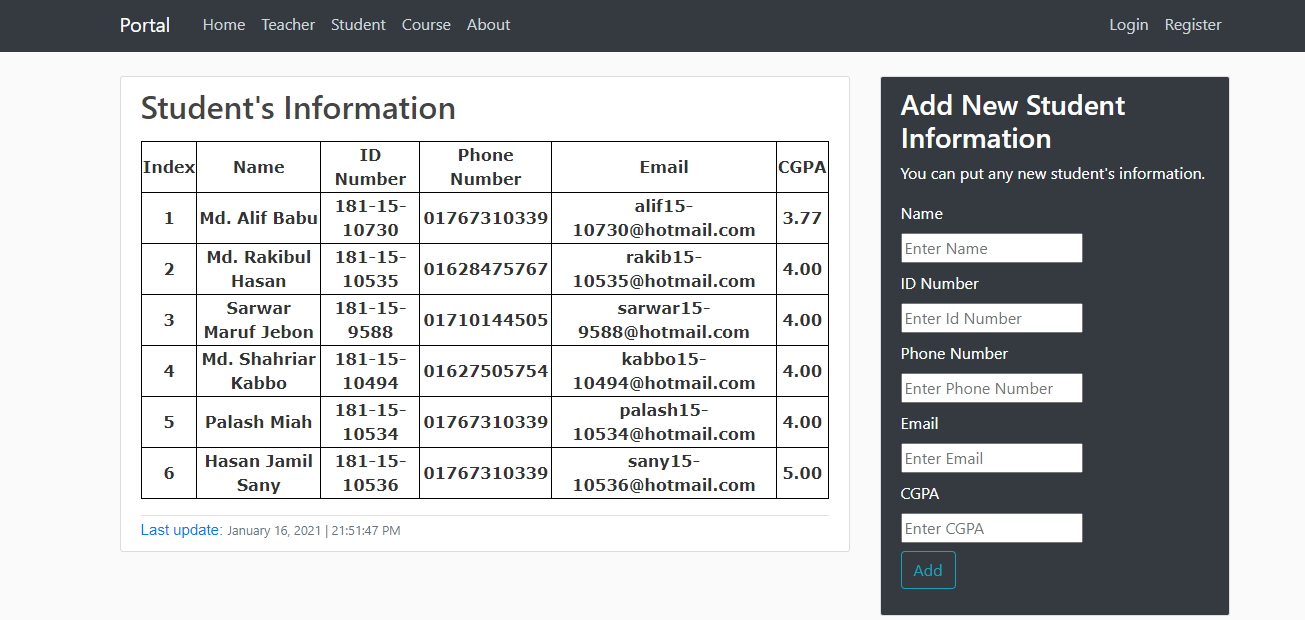 Portal Home Teacher Student Course About Login Register
Student's Information
Index Name ID Number Phone Number Email CGPA
1 Md. Alif Babu 181-15-10730 01767310339 alif15-10730@hotmail.com 3.77
2 Md. Rakibul Hasan 181-15-10535 01628475767 rakib15-10535@hotmail.com 4.00
3 Sarwar Maruf Jebon 181-15-9588 01710144505 sarwar15-9588@hotmail.com 4.00
4 Md. Shahriar Kabbo 181-15-10494 01627505754 kabbo15-10494@hotmail.com 4.00
5 Palash Miah 181-15-10534 01767310339 palash15-10534@hotmail.com 4.00
6 Hasan Jamil Sany 181-15-10536 01767310339 sany15-10536@hotmail.com 5.00
Last update: January 16, 2021 | 21:51:47 PM
Add New Student
Information
You can put any new student's information.
Name
Enter Name
ID Number
Enter Id Number
Phone Number
Enter Phone Number
Email
Enter Email
CGPA
Enter CGPA
Add